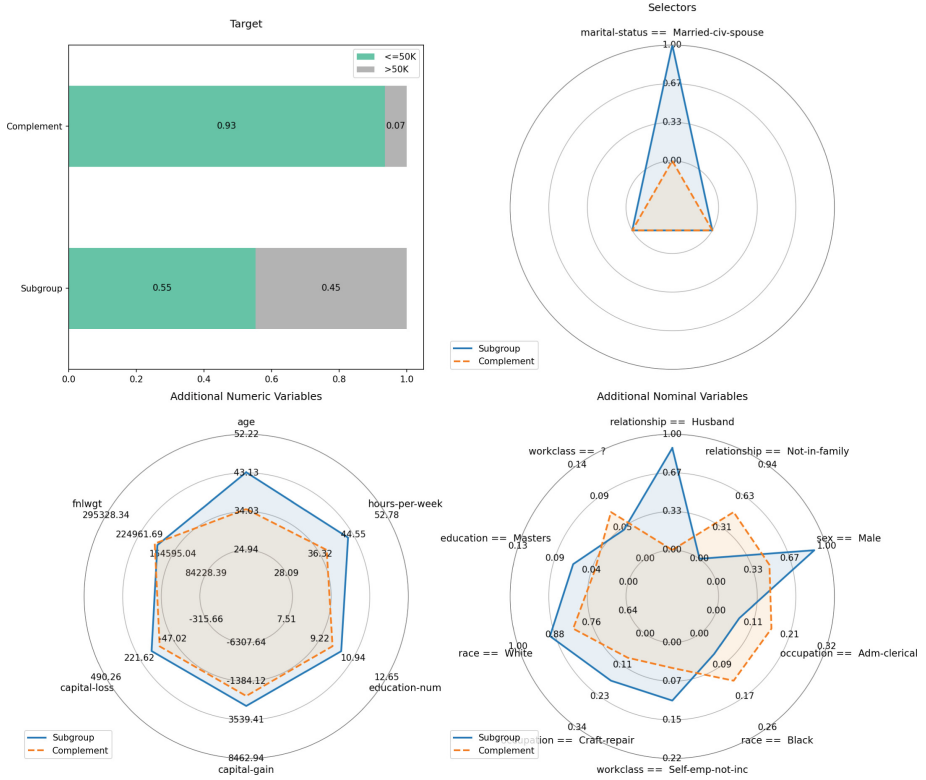 Target
<=50K
>50K
Complement
0.93
0.07
Subgroup
0.55
0.45
0.0
0.2
0.4
0.6
0.8
1.0
Selectors
marital-status ==  Married-civ-spouse
1.00
0.67
0.33
0.00
Subgroup
Complement
Additional Numeric Variables
age
52.22
43.13
34.03
24.94
hours-per-week
52.78
44.55
36.32
28.09
fnlwgt
295328.34
224961.69
154595.04
84228.39
-315.66
-47.02
221.62
490.26
capital-loss
7.51
9.22
10.94
12.65
education-num
-6307.64
-1384.12
3539.41
8462.94
capital-gain
Subgroup
Complement
Additional Nominal Variables
relationship ==  Husband
1.00
0.67
0.33
0.00
relationship ==  Not-in-family
0.94
0.63
0.31
0.00
workclass ==  ?
0.14
0.09
0.05
0.00
sex ==  Male
1.00
0.67
0.33
0.00
education ==  Masters
0.13
0.09
0.04
0.00
race ==  White
1.00
0.88
0.76
0.64
occupation ==  Adm-clerical
0.32
0.21
0.11
0.00
0.00
0.11
0.23
0.34
ation ==  Craft-repair
0.00
0.09
0.17
0.26
race ==  Black
0.00
0.07
0.15
0.22
workclass ==  Self-emp-not-inc
Subgroup
Complement